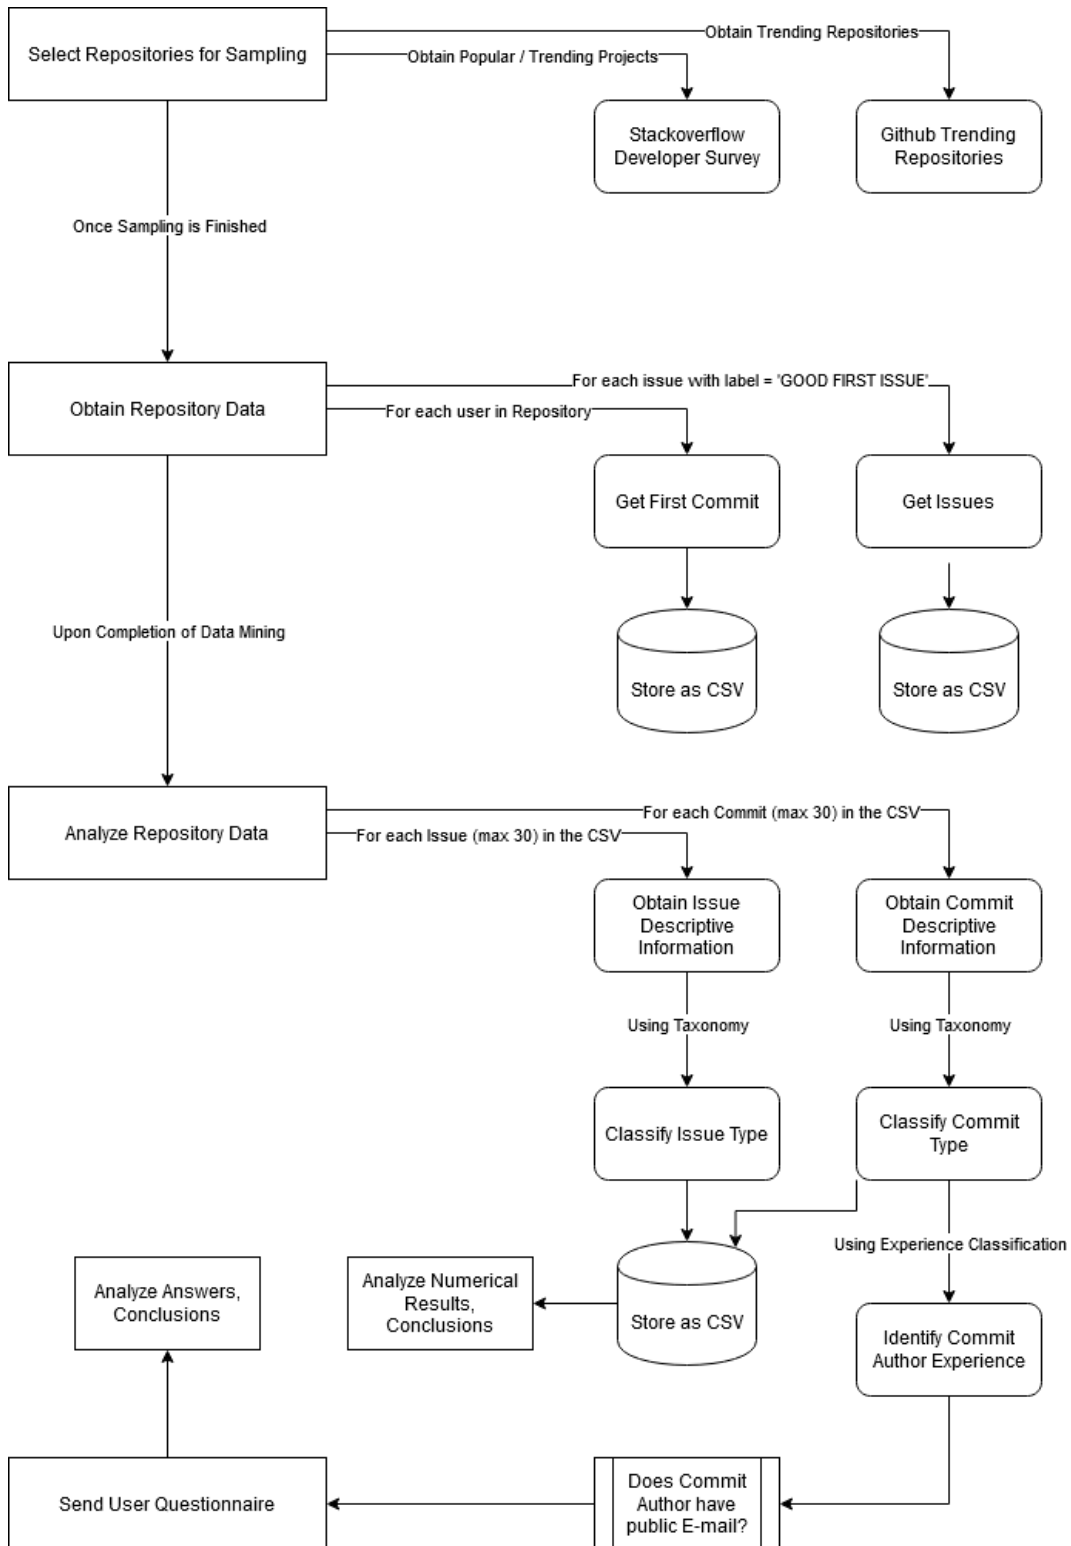 Select Repositories for Sampling
Obtain Trending Repositories
Obtain Popular / Trending Projects
Stackoverflow
Developer Survey
Github Trending
Repositories
Once Sampling is Finished
Obtain Repository Data
For each issue with label = 'GOOD FIRST ISSUE'
For each user in Repository
Get First Commit
Get Issues
Store as CSV
Store as CSV
Upon Completion of Data Mining
Analyze Repository Data
For each Commit (max 30) in the CSV
For each Issue (max 30) in the CSV
Obtain Issue
Descriptive
Information
Obtain Commit
Descriptive
Information
Using Taxonomy
Using Taxonomy
Classify Issue Type
Classify Commit
Type
Using Experience Classification
Store as CSV
Analyze Numerical
Results,
Conclusions
Analyze Answers,
Conclusions
Identify Commit
Author Experience
Does Commit
Author have
public E-mail?
Send User Questionnaire